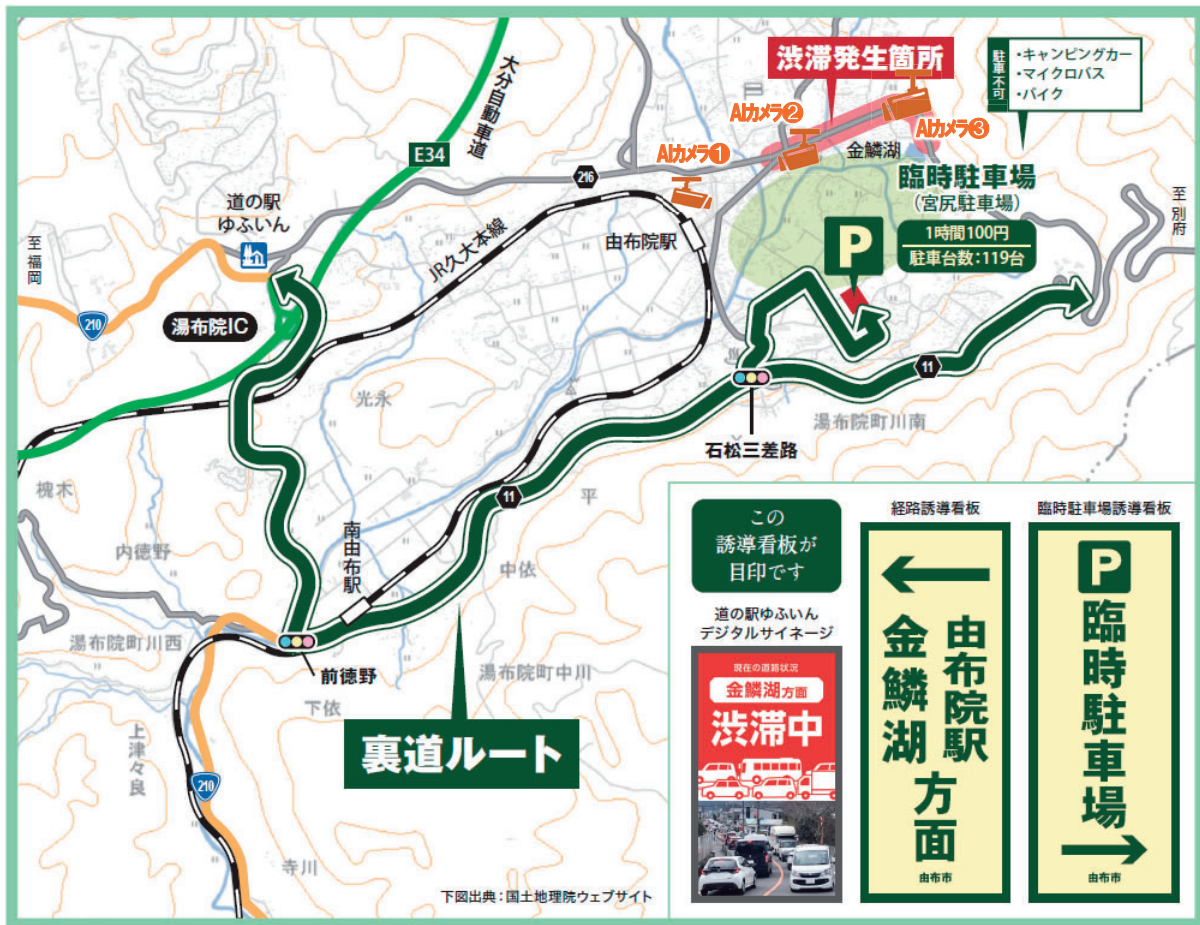 渋滞発生箇所
駐車不可
・キャンピングカー
・マイクロバス
・バイク
大分自動車道
E34
AIカメラ❶
AIカメラ❷
AIカメラ❸
金鱗湖
216
臨時駐車場
(宮尻駐車場)
1時間100円
駐車台数:119台
P
至別府
道の駅
ゆふいん
至福岡
JR久大本線
由布院駅
210
湯布院IC
光永
11
湯布院町川南
石松三差路
槐木
11
平
内徳野
南由布駅
中依
湯布院町川西
前徳野
湯布院町中川
下依
上津々良
裏道ルート
210
寺川
下図出典:国土地理院ウェブサイト
この
誘導看板が
目印です
道の駅ゆふいん
デジタルサイネージ
現在の道路状況
金鱗湖方面
渋滞中
経路誘導看板
由布院駅
金鱗湖
方面
由布市
臨時駐車場誘導看板
P
臨時駐車場
由布市